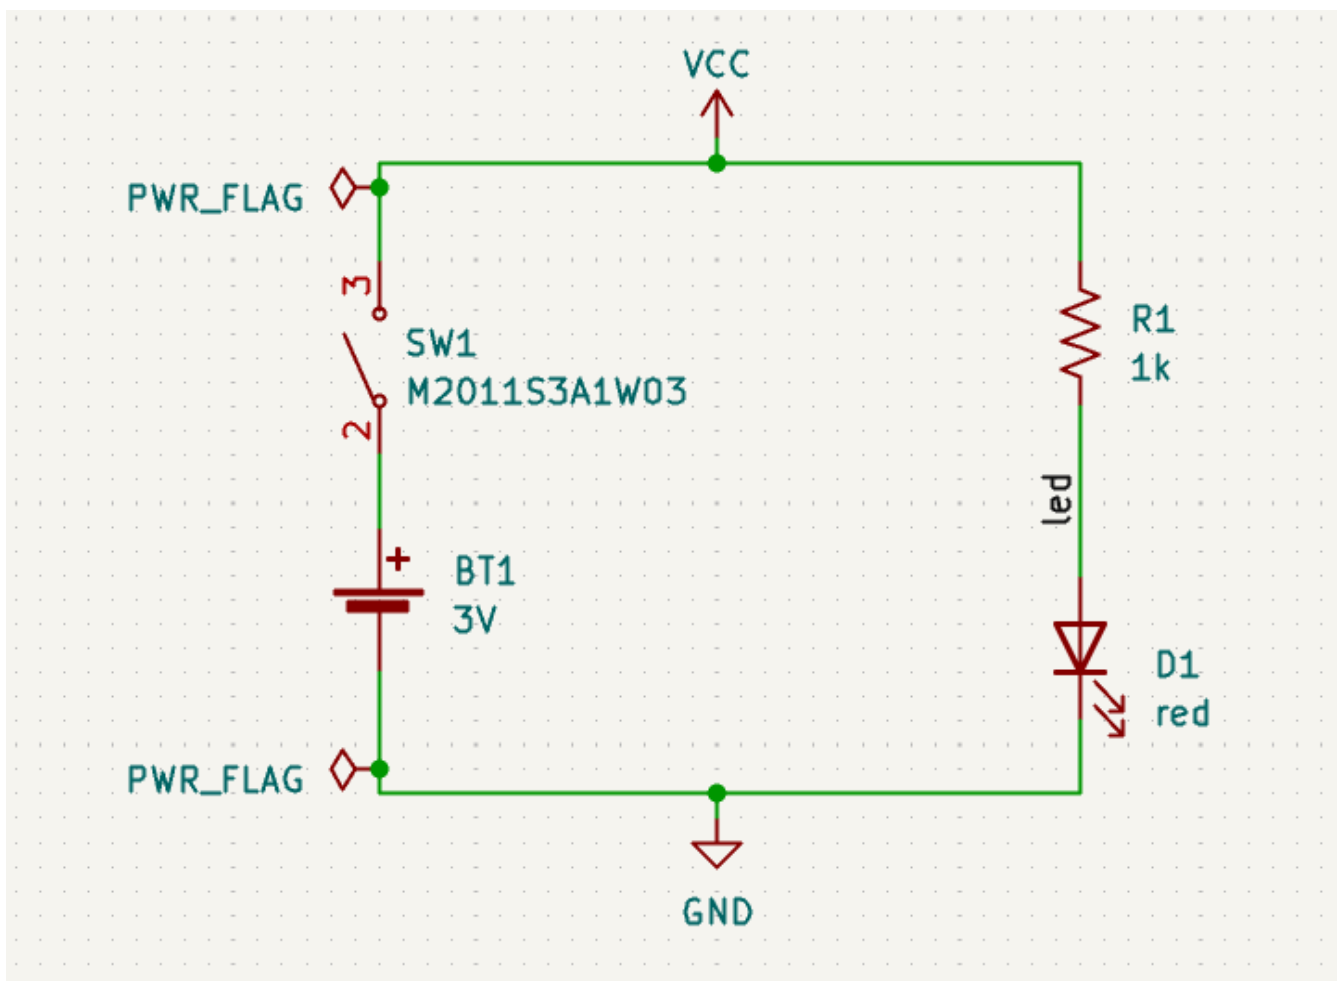 VCC
PWR_FLAG
3
SW1
M2011S3A1W03
2
R1
1k
led
+
BT1
3V
D1
red
PWR_FLAG
GND